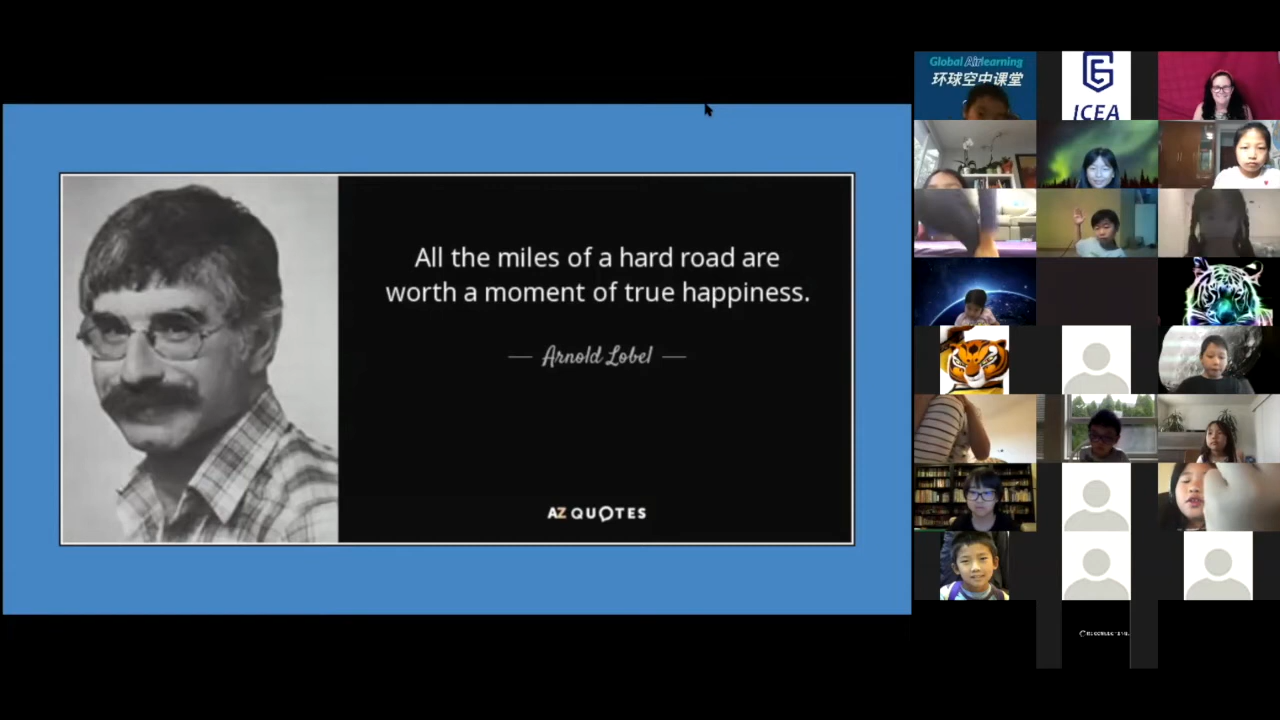 All the miles of a hard road are
worth a moment of true happiness.
Arnold Lobel
AZ QUOTES
Global Airlearning
环球空中课堂
ICEA